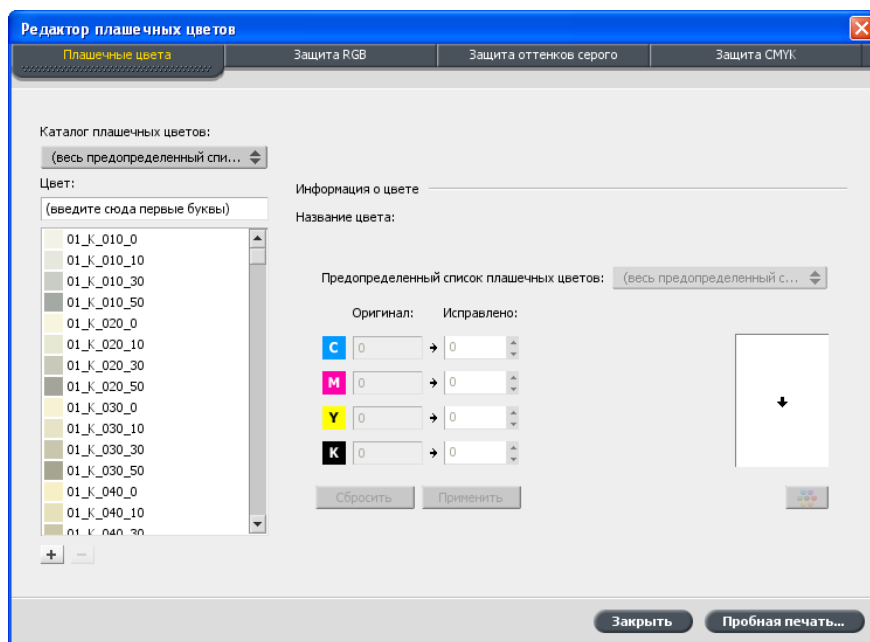 Редактор плашечных цветов
Плашечные цвета
Защита RGB
Защита оттенков серого
Защита CMYK
Каталог плашечных цветов:
(весь предопределенный спи...
Цвет:
(введите сюда первые буквы)
01_K_010_0
01_K_010_10
01_K_010_30
01_K_010_50
01_K_020_0
01_K_020_10
01_K_020_30
01_K_020_50
01_K_030_0
01_K_030_10
01_K_030_30
01_K_030_50
01_K_040_0
01_K_040_10
01_K_040_30
Информация о цвете
Название цвета:
Предопределенный список плашечных цветов: (весь предопределенный с...
Оригинал: Исправлено:
C 0 0
M 0 0
Y 0 0
K 0 0
Сбросить Применить
Закрыть Пробная печать...